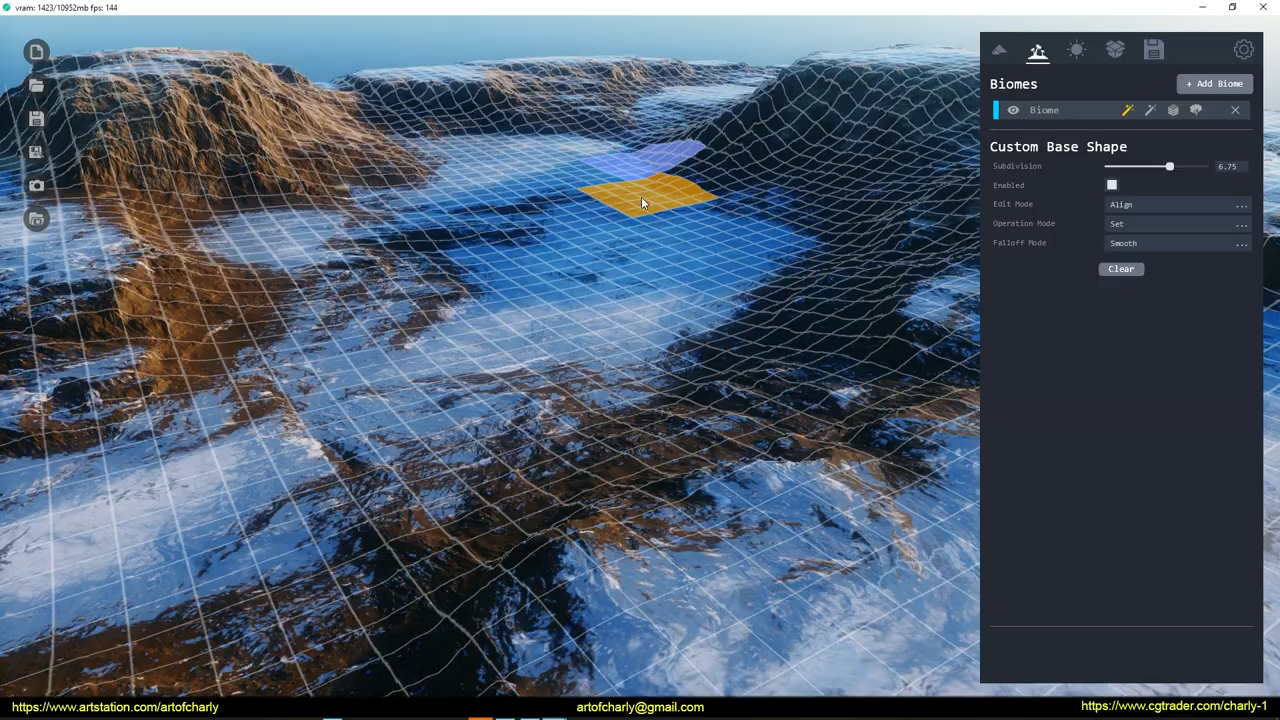 vram: 1423/10952mb fps: 144
Biomes
+ Add Biome
Biome
Custom Base Shape
Subdivision 6.75
Enabled
Edit Mode Align ...
Operation Mode Set ...
Falloff Mode Smooth ...
Clear
https://www.artstation.com/artofcharly artofcharly@gmail.com https://www.cgtrader.com/charly-1